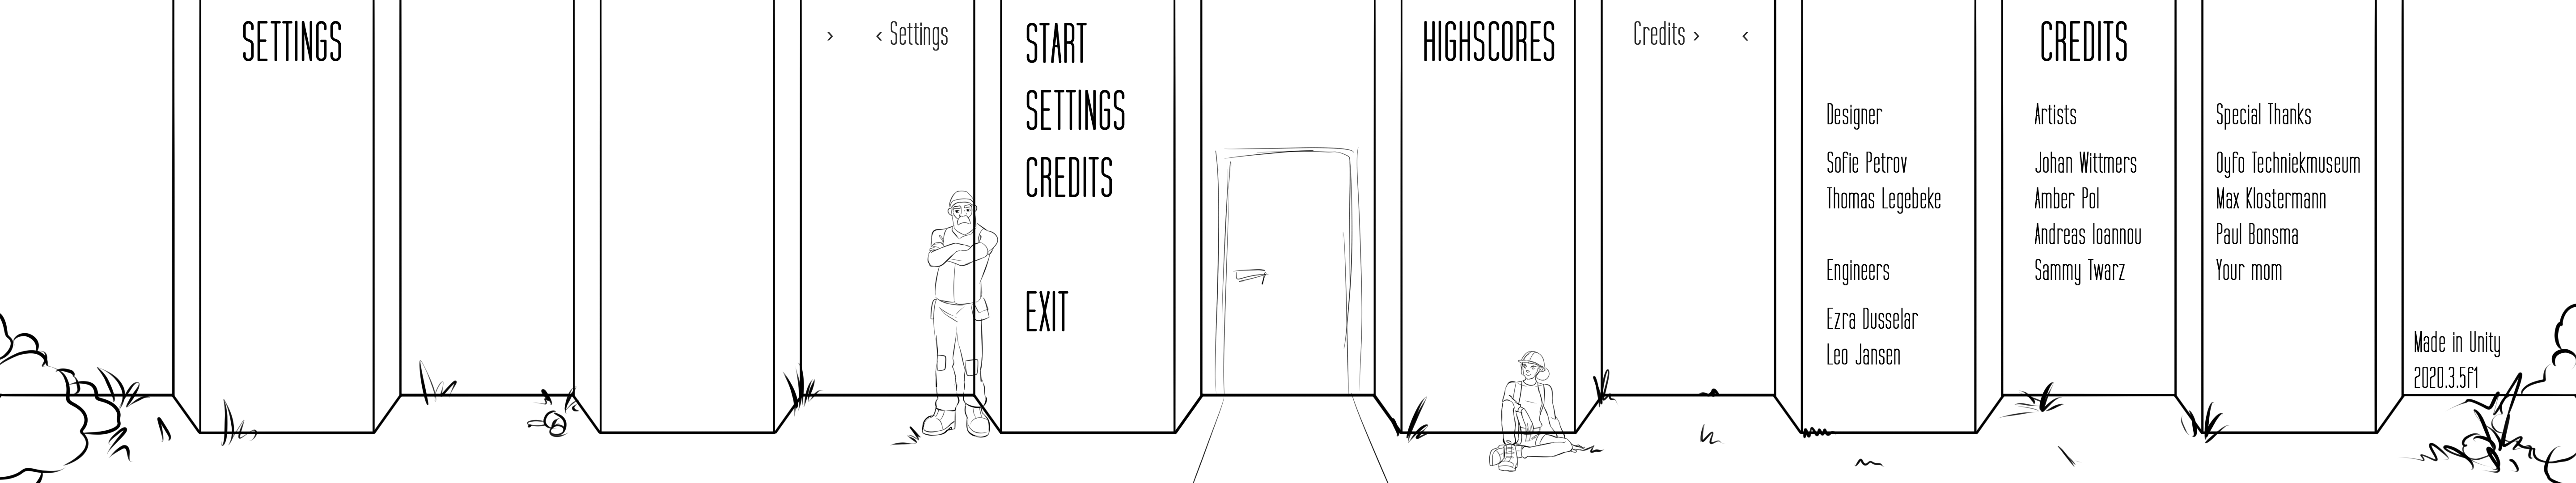 SETTINGS
›
‹ Settings
START
SETTINGS
CREDITS
EXIT
HIGHSCORES
Credits ›
‹
CREDITS
Designer
Sofie Petrov
Thomas Legebeke
Engineers
Ezra Dusselar
Leo Jansen
Artists
Johan Wittmers
Amber Pol
Andreas Ioannou
Sammy Twarz
Special Thanks
Oyfo Techniekmuseum
Max Klostermann
Paul Bonsma
Your mom
Made in Unity
2020.3.5f1